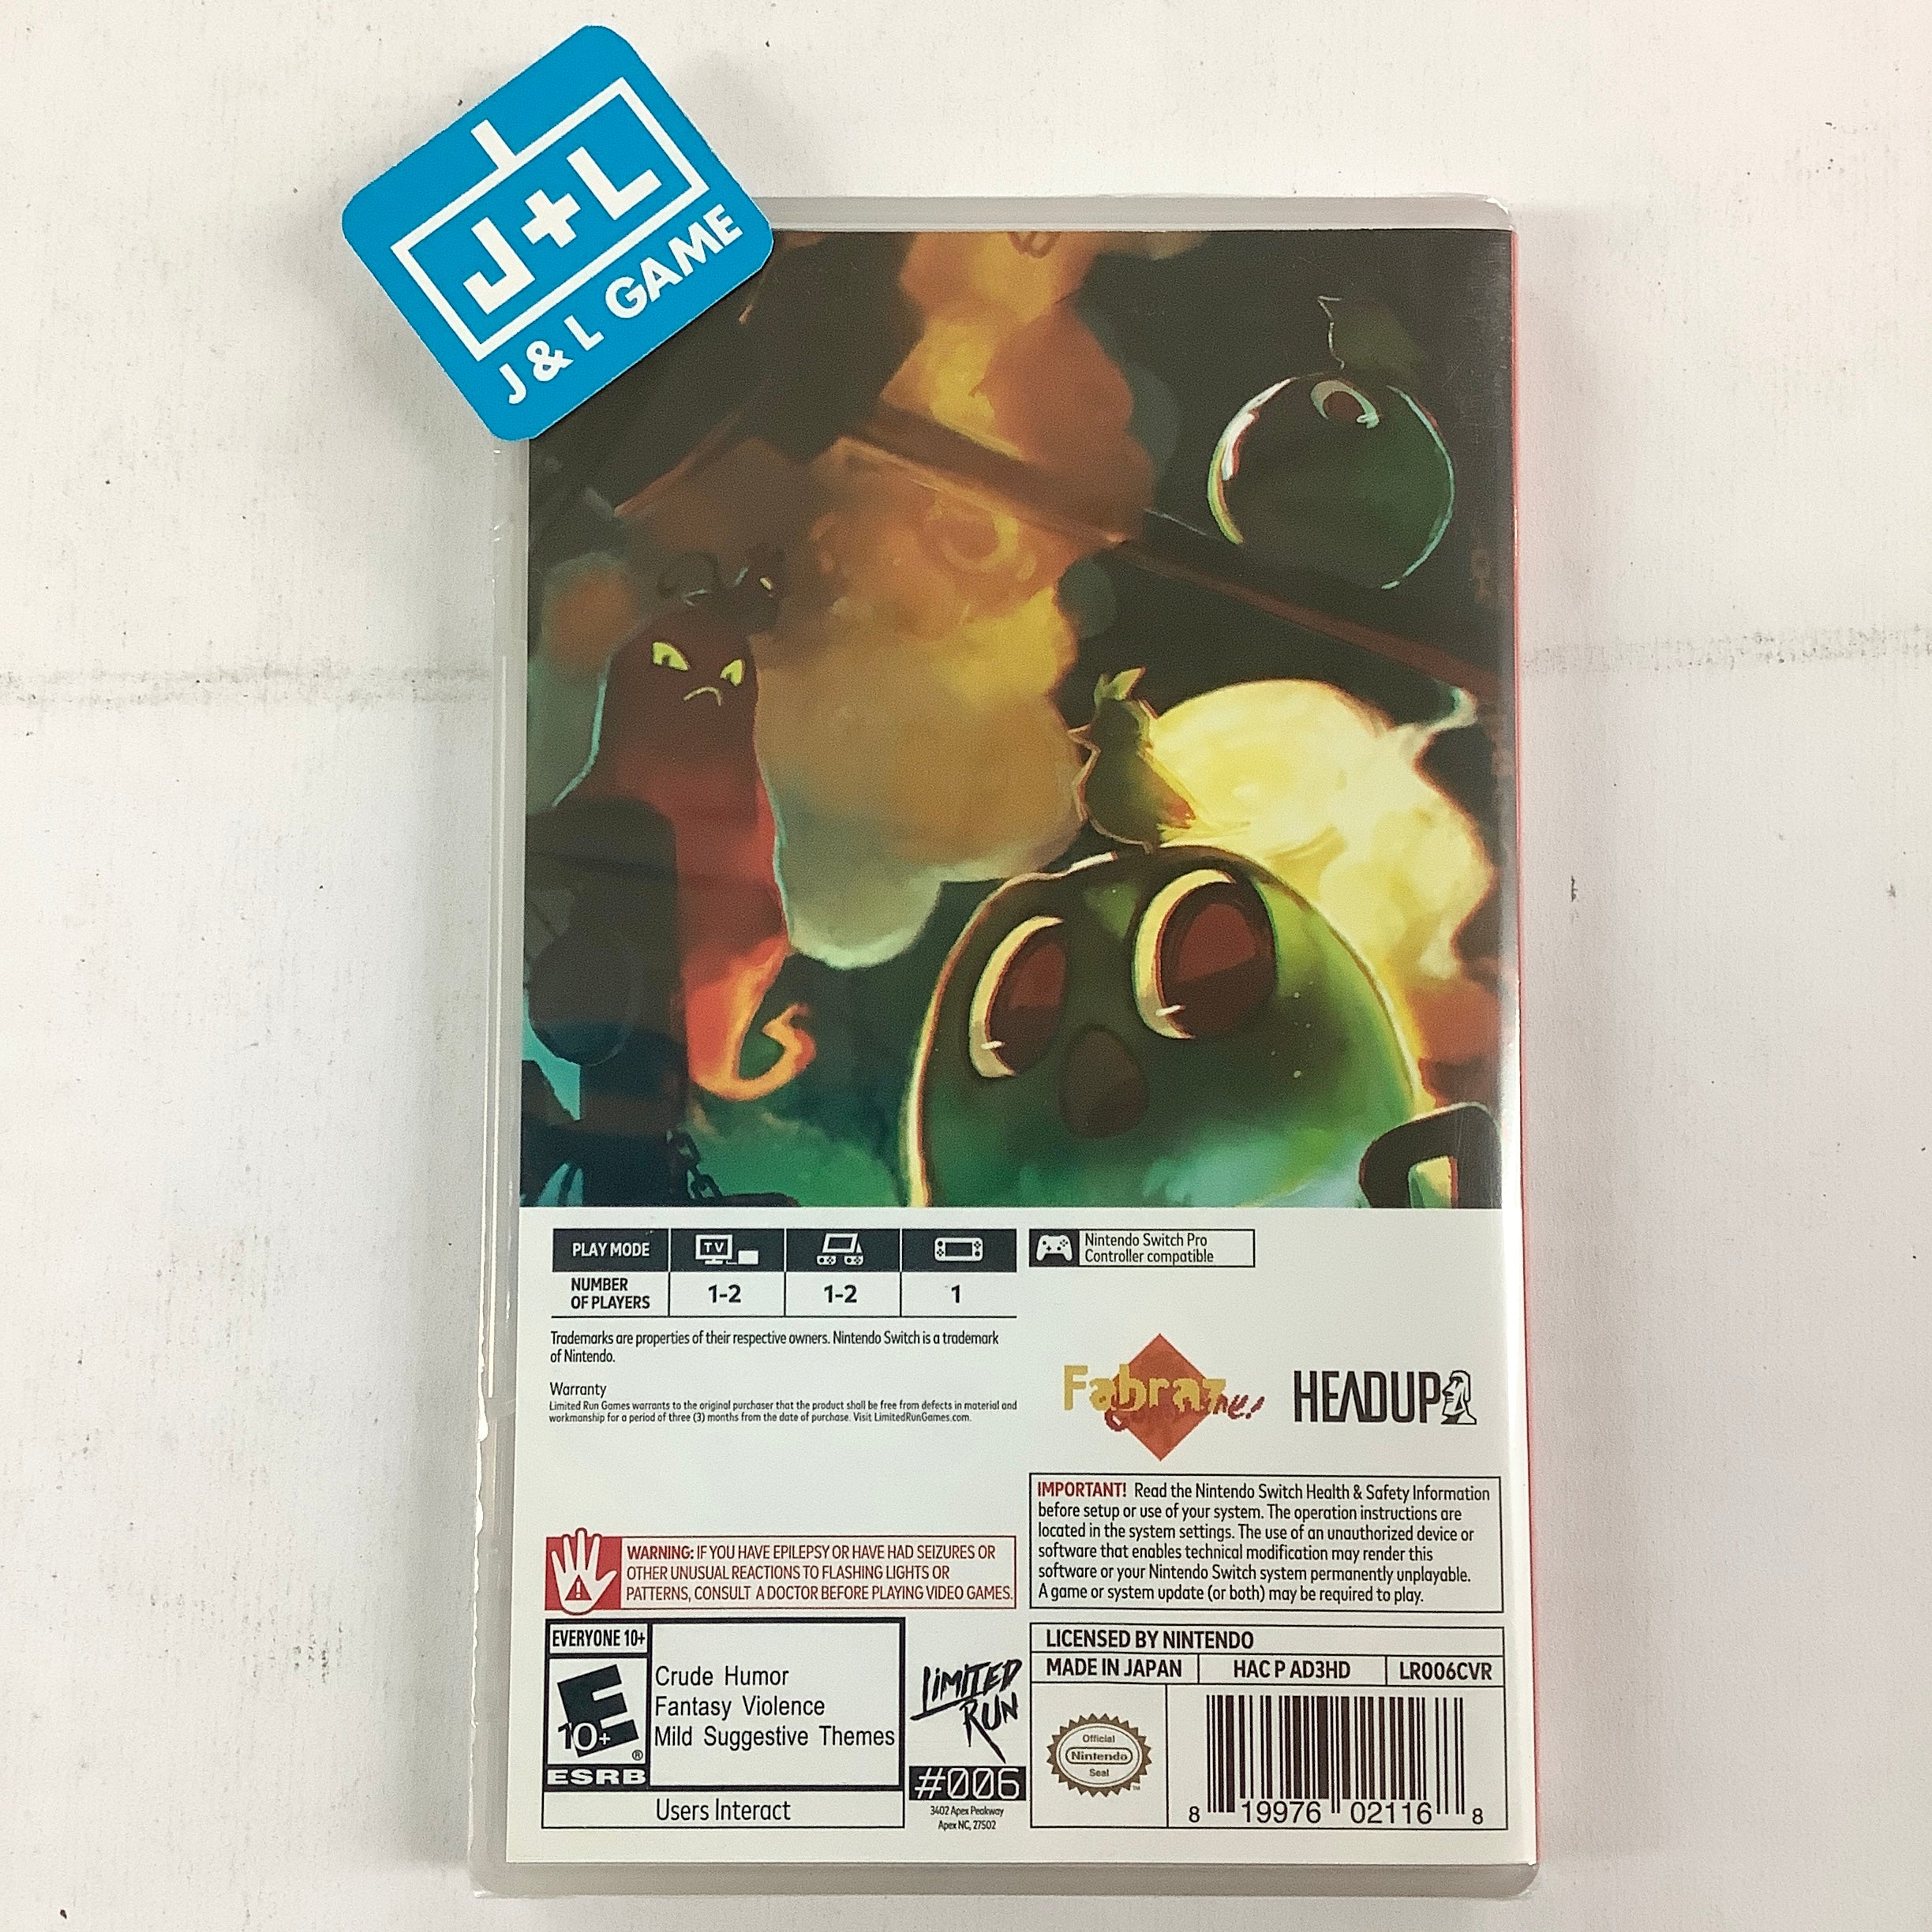 J+L
J & L GAME
PLAY MODE
TV
Nintendo Switch Pro
Controller compatible
NUMBER
OF PLAYERS
1-2
1-2
1
Trademarks are properties of their respective owners. Nintendo Switch is a trademark
of Nintendo.
Warranty
Limited Run Games warrants to the original purchaser that the product shall be free from defects in material and
workmanship for a period of three (3) months from the date of purchase. Visit LimitedRunGames.com.
Fabraz
HEADUP
IMPORTANT! Read the Nintendo Switch Health & Safety Information
before setup or use of your system. The operation instructions are
located in the system settings. The use of an unauthorized device or
software that enables technical modification may render this
software or your Nintendo Switch system permanently unplayable.
A game or system update (or both) may be required to play.
WARNING: IF YOU HAVE EPILEPSY OR HAVE HAD SEIZURES OR
OTHER UNUSUAL REACTIONS TO FLASHING LIGHTS OR
PATTERNS, CONSULT A DOCTOR BEFORE PLAYING VIDEO GAMES.
EVERYONE 10+
E
10+
®
ESRB
Crude Humor
Fantasy Violence
Mild Suggestive Themes
Users Interact
LIMITED
RUN
#006
3402 Apex Peakway
Apex NC, 27502
LICENSED BY NINTENDO
MADE IN JAPAN
HAC P AD3HD
LR006CVR
Official
Nintendo
Seal
TM
8 19976 02116 8